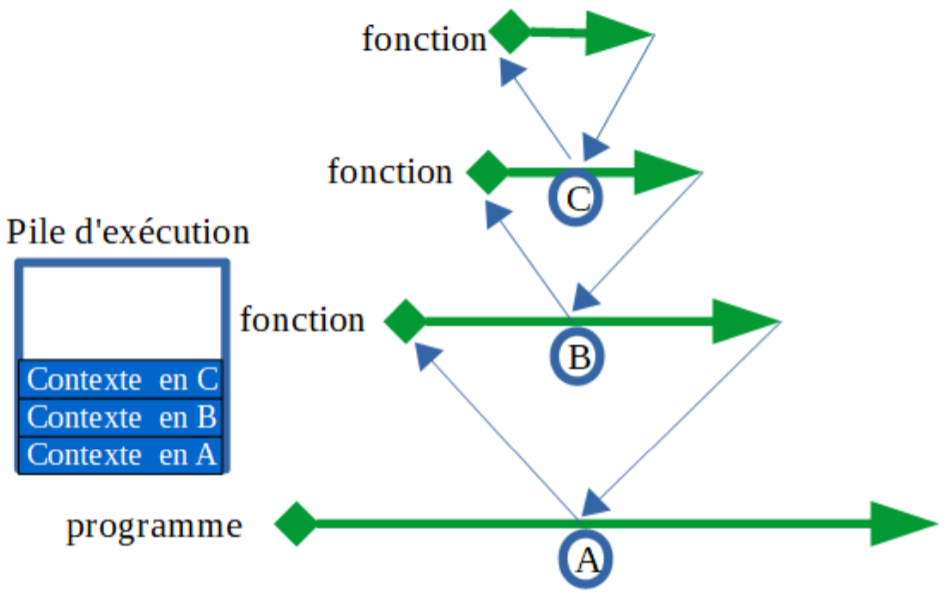 fonction
fonction
C
Pile d'exécution
fonction
B
Contexte en C
Contexte en B
Contexte en A
programme
A